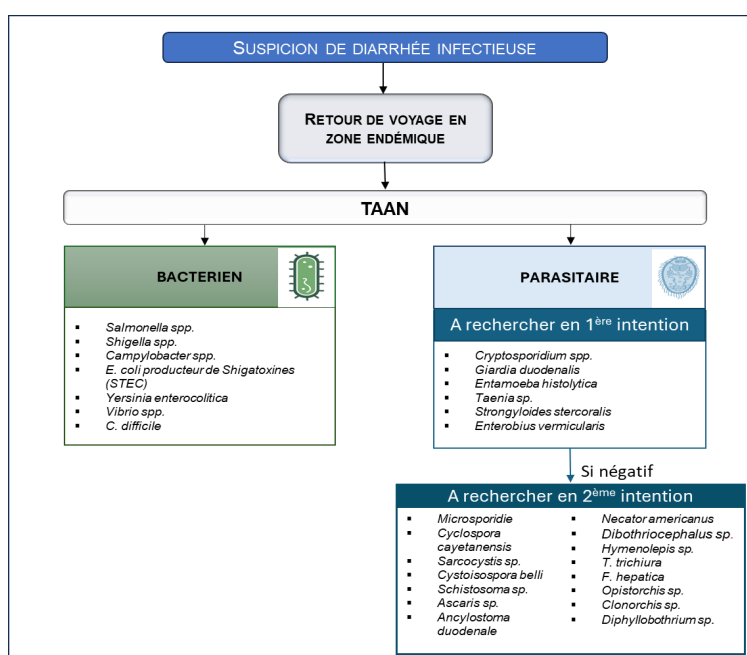 SUSPICION DE DIARRHÉE INFECTIEUSE
RETOUR DE VOYAGE EN
ZONE ENDÉMIQUE
TAAN
BACTERIEN
Salmonella spp.
Shigella spp.
Campylobacter spp.
E. coli producteur de Shigatoxines
(STEC)
Yersinia enterocolitica
Vibrio spp.
C. difficile
PARASITAIRE
A rechercher en 1ère intention
Cryptosporidium spp.
Giardia duodenalis
Entamoeba histolytica
Taenia sp.
Strongyloides stercoralis
Enterobius vermicularis
Si négatif
A rechercher en 2ème intention
Microsporidie
Cyclospora
cayetanensis
Sarcocystis sp.
Cystoisospora belli
Schistosoma sp.
Ascaris sp.
Ancylostoma
duodenale
Necator americanus
Dibothriocephalus sp.
Hymenolepis sp.
T. trichiura
F. hepatica
Opistorchis sp.
Clonorchis sp.
Diphyllobothrium sp.